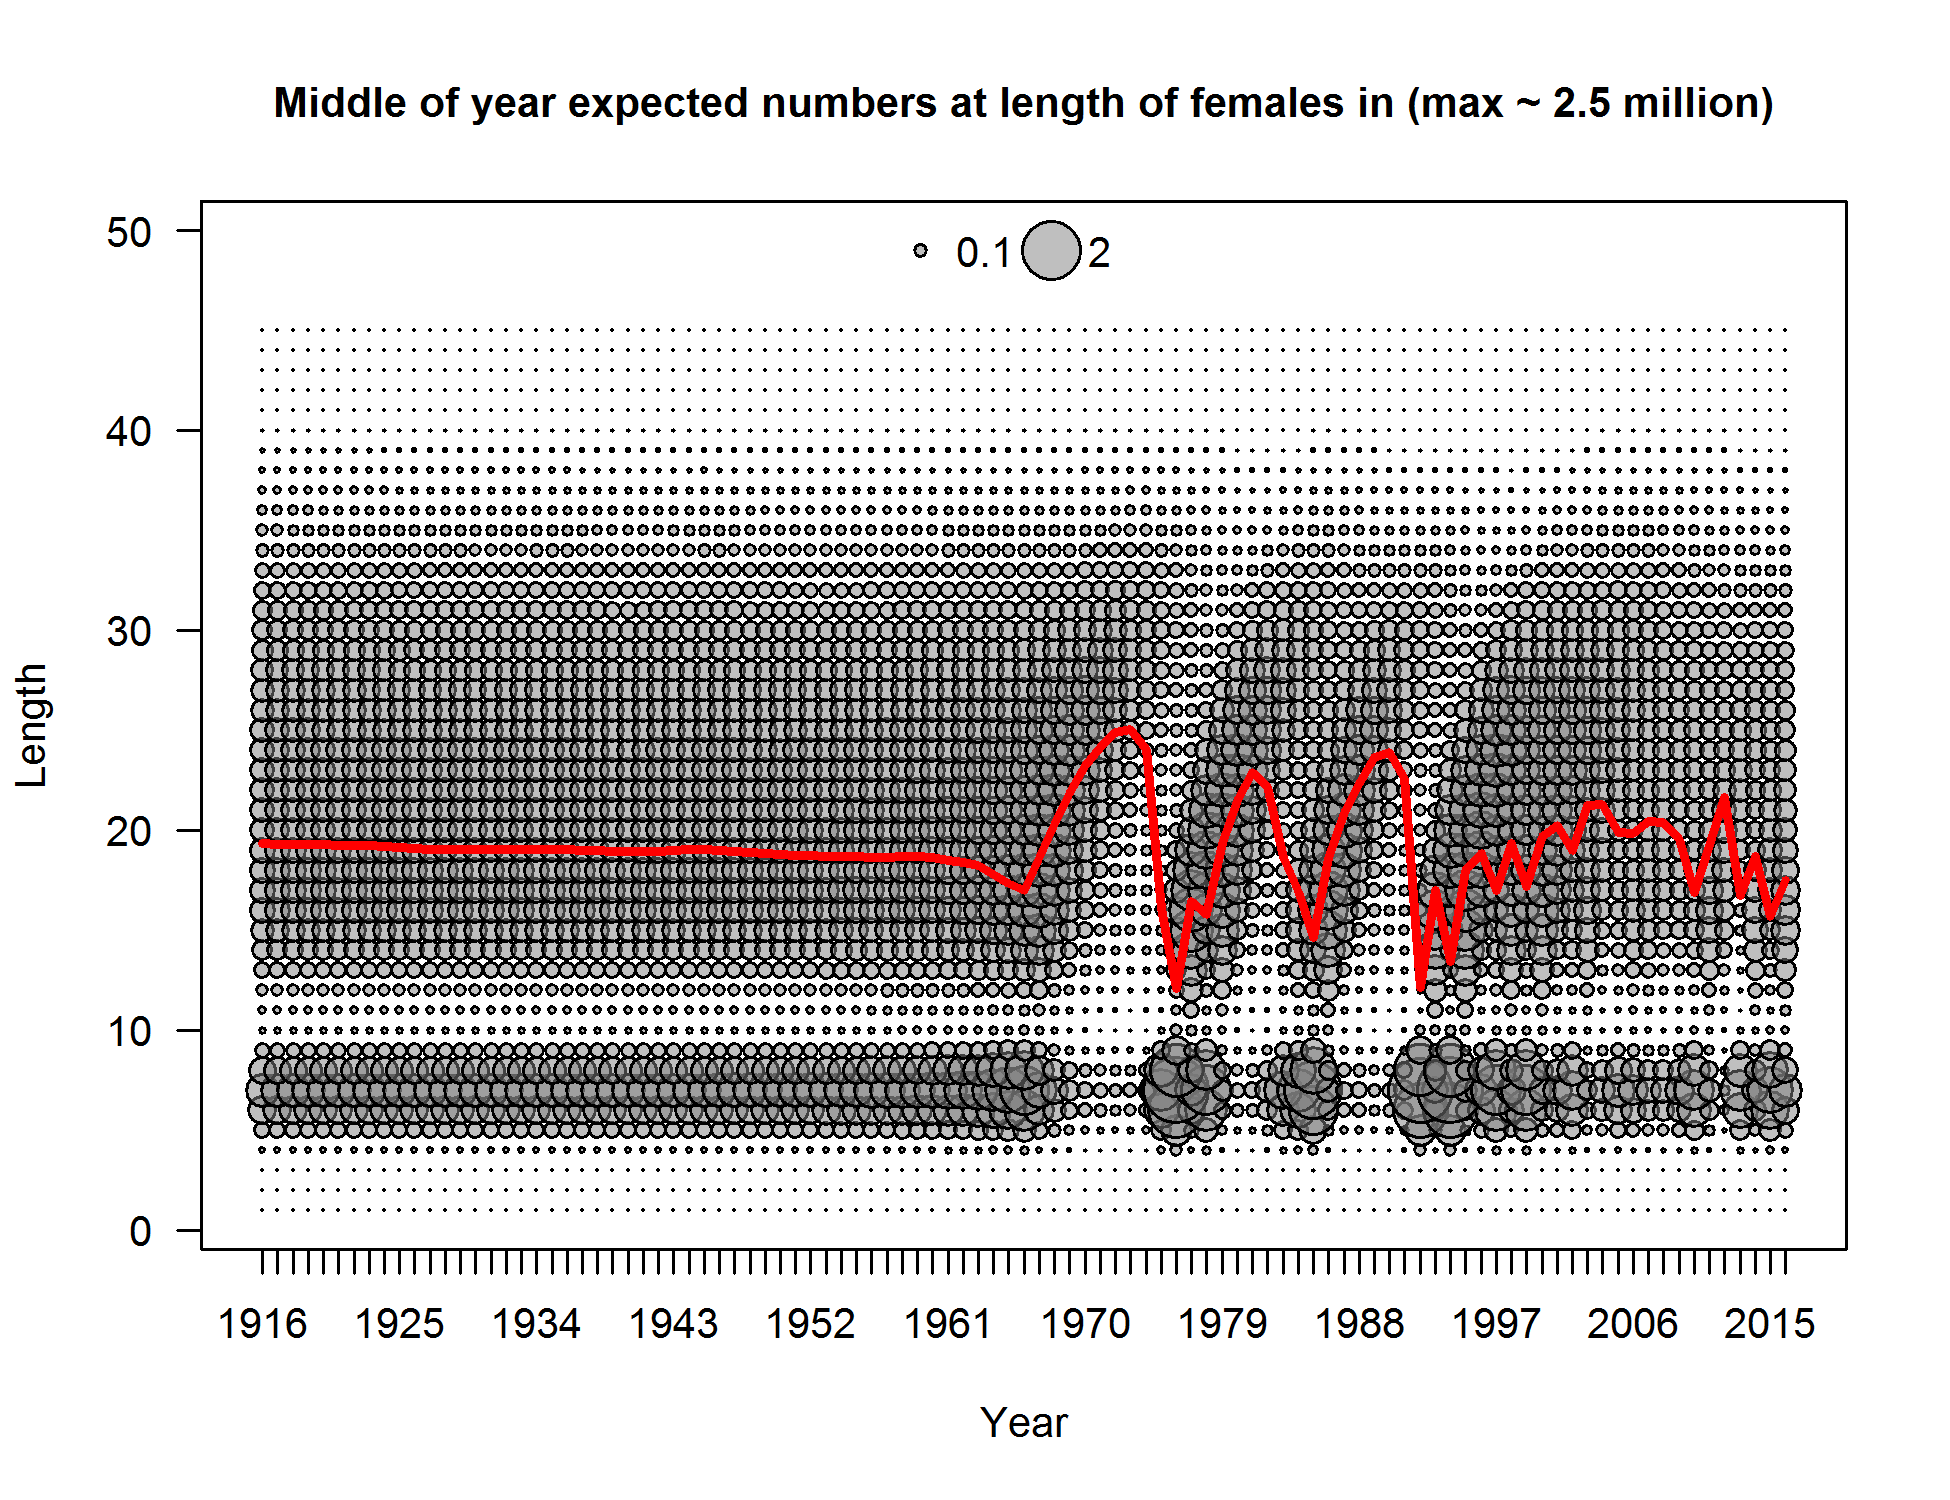 Middle of year expected numbers at length of females in (max ~ 2.5 million)
0.1 2
50
40
30
20
10
0
Length
1916 1925 1934 1943 1952 1961 1970 1979 1988 1997 2006 2015
Year